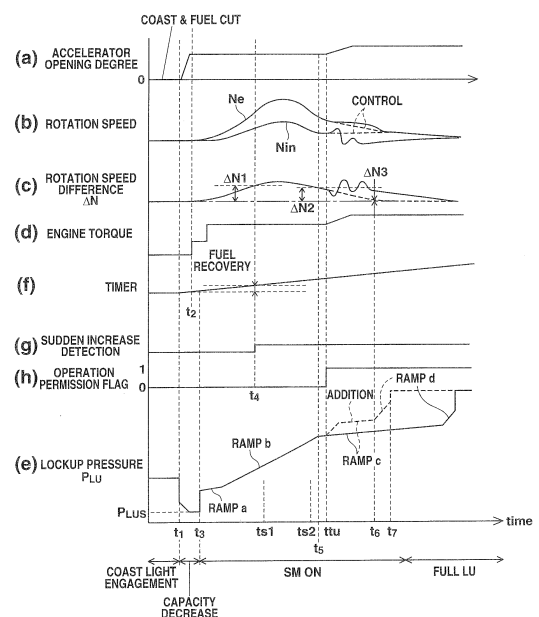 COAST & FUEL CUT
(a) ACCELERATOR
OPENING DEGREE
0
(b) ROTATION SPEED
Ne
Nin
CONTROL
(c) ROTATION SPEED
DIFFERENCE
ΔN
ΔN1
ΔN2
ΔN3
(d) ENGINE TORQUE
FUEL
RECOVERY
(f) TIMER
t2
(g) SUDDEN INCREASE
DETECTION
(h) OPERATION
PERMISSION FLAG
1
0
t4
ADDITION
RAMP d
RAMP b
RAMP c
(e) LOCKUP PRESSURE
PLU
RAMP a
PLUS
time
t1 t3 ts1 ts2 t5 ttu t6 t7
COAST LIGHT
ENGAGEMENT
SM ON
FULL LU
CAPACITY
DECREASE